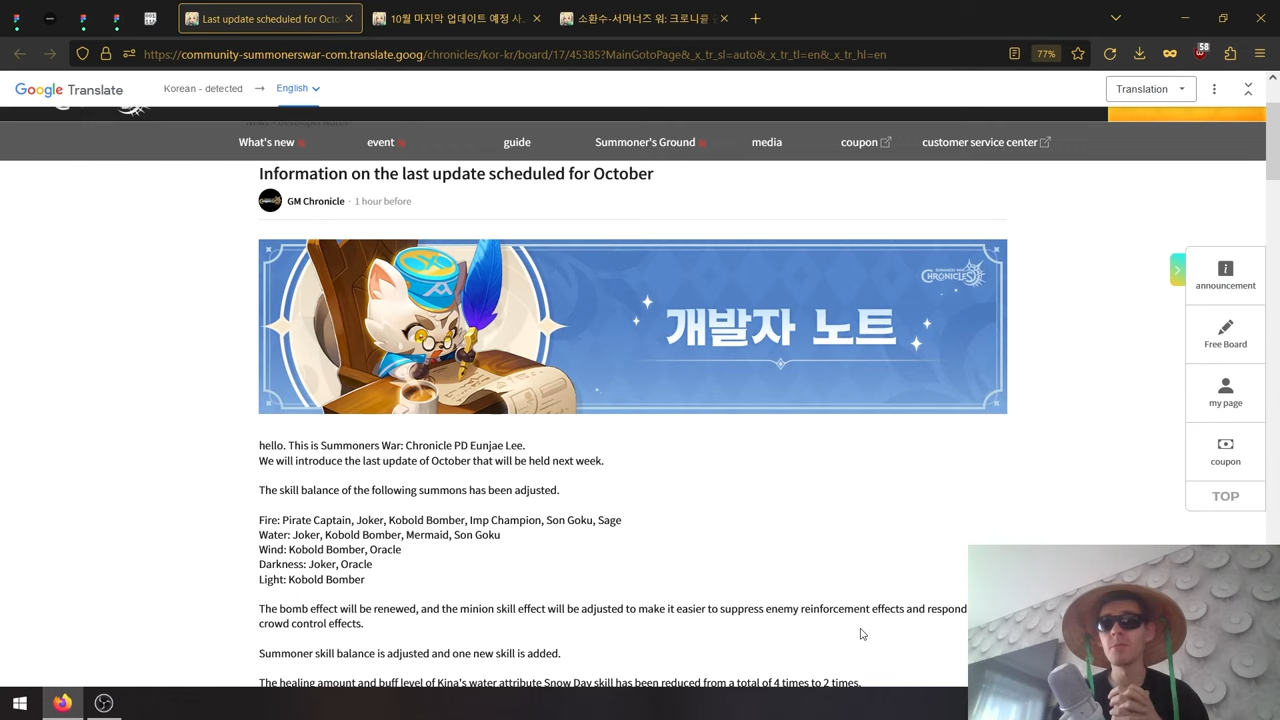 Last update scheduled for Octo
10월 마지막 업데이트 예정 사
소환수-서머너즈 워: 크로니클 
https://community-summonerswar-com.translate.goog/chronicles/kor-kr/board/17/45385?MainGotoPage&_x_tr_sl=auto&_x_tr_tl=en&_x_tr_hl=en
77%
58
Google Translate
Korean - detected
English
Translation
What's new
event
guide
Summoner's Ground
media
coupon
customer service center
Information on the last update scheduled for October
GM Chronicle · 1 hour before
CHRONICLES
개발자 노트
announcement
Free Board
my page
coupon
TOP
hello. This is Summoners War: Chronicle PD Eunjae Lee.
We will introduce the last update of October that will be held next week.
The skill balance of the following summons has been adjusted.
Fire: Pirate Captain, Joker, Kobold Bomber, Imp Champion, Son Goku, Sage
Water: Joker, Kobold Bomber, Mermaid, Son Goku
Wind: Kobold Bomber, Oracle
Darkness: Joker, Oracle
Light: Kobold Bomber
The bomb effect will be renewed, and the minion skill effect will be adjusted to make it easier to suppress enemy reinforcement effects and respond
crowd control effects.
Summoner skill balance is adjusted and one new skill is added.
The healing amount and buff level of Kina's water attribute Snow Day skill has been reduced from a total of 4 times to 2 times.